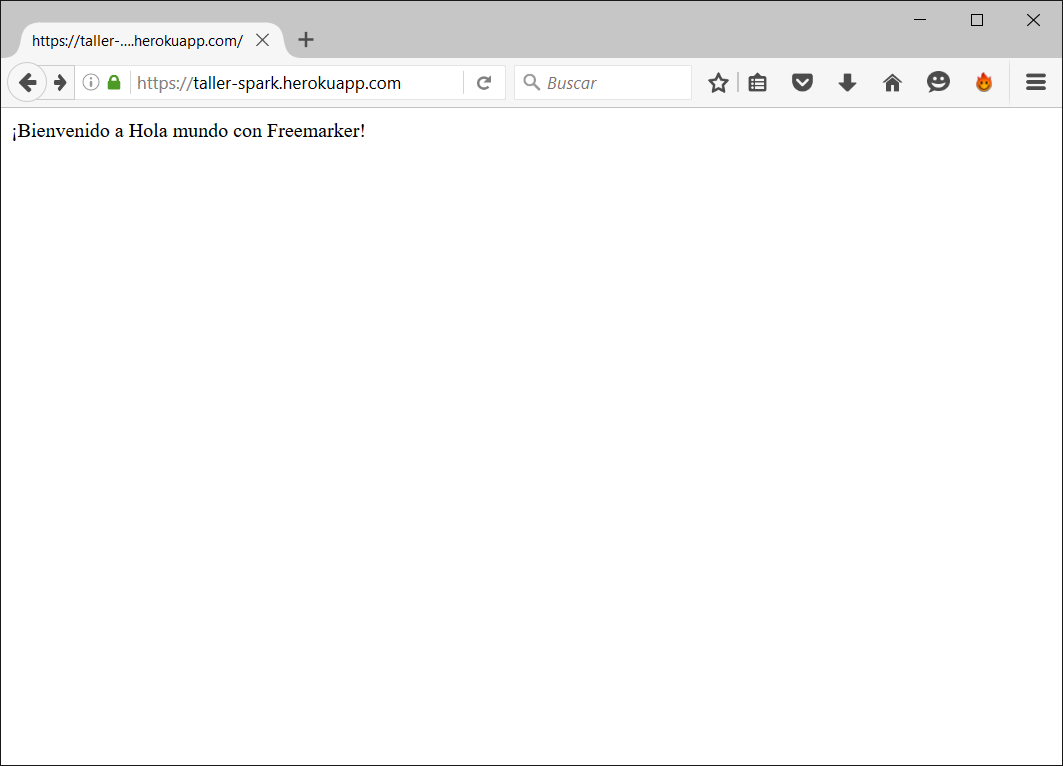 https://taller-....herokuapp.com/
https://taller-spark.herokuapp.com
Buscar
¡Bienvenido a Hola mundo con Freemarker!